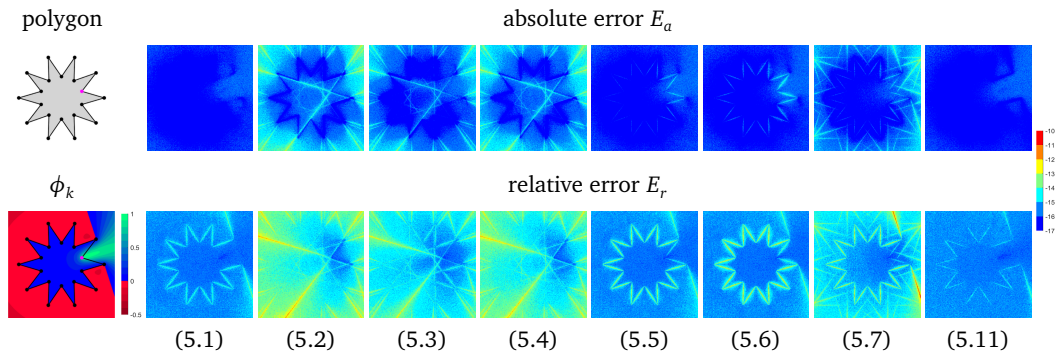 polygon
absolute error E_a
-10
-11
-12
-13
-14
-15
-16
-17
ϕ_k
relative error E_r
1
0.5
0
-0.5
(5.1) (5.2) (5.3) (5.4) (5.5) (5.6) (5.7) (5.11)